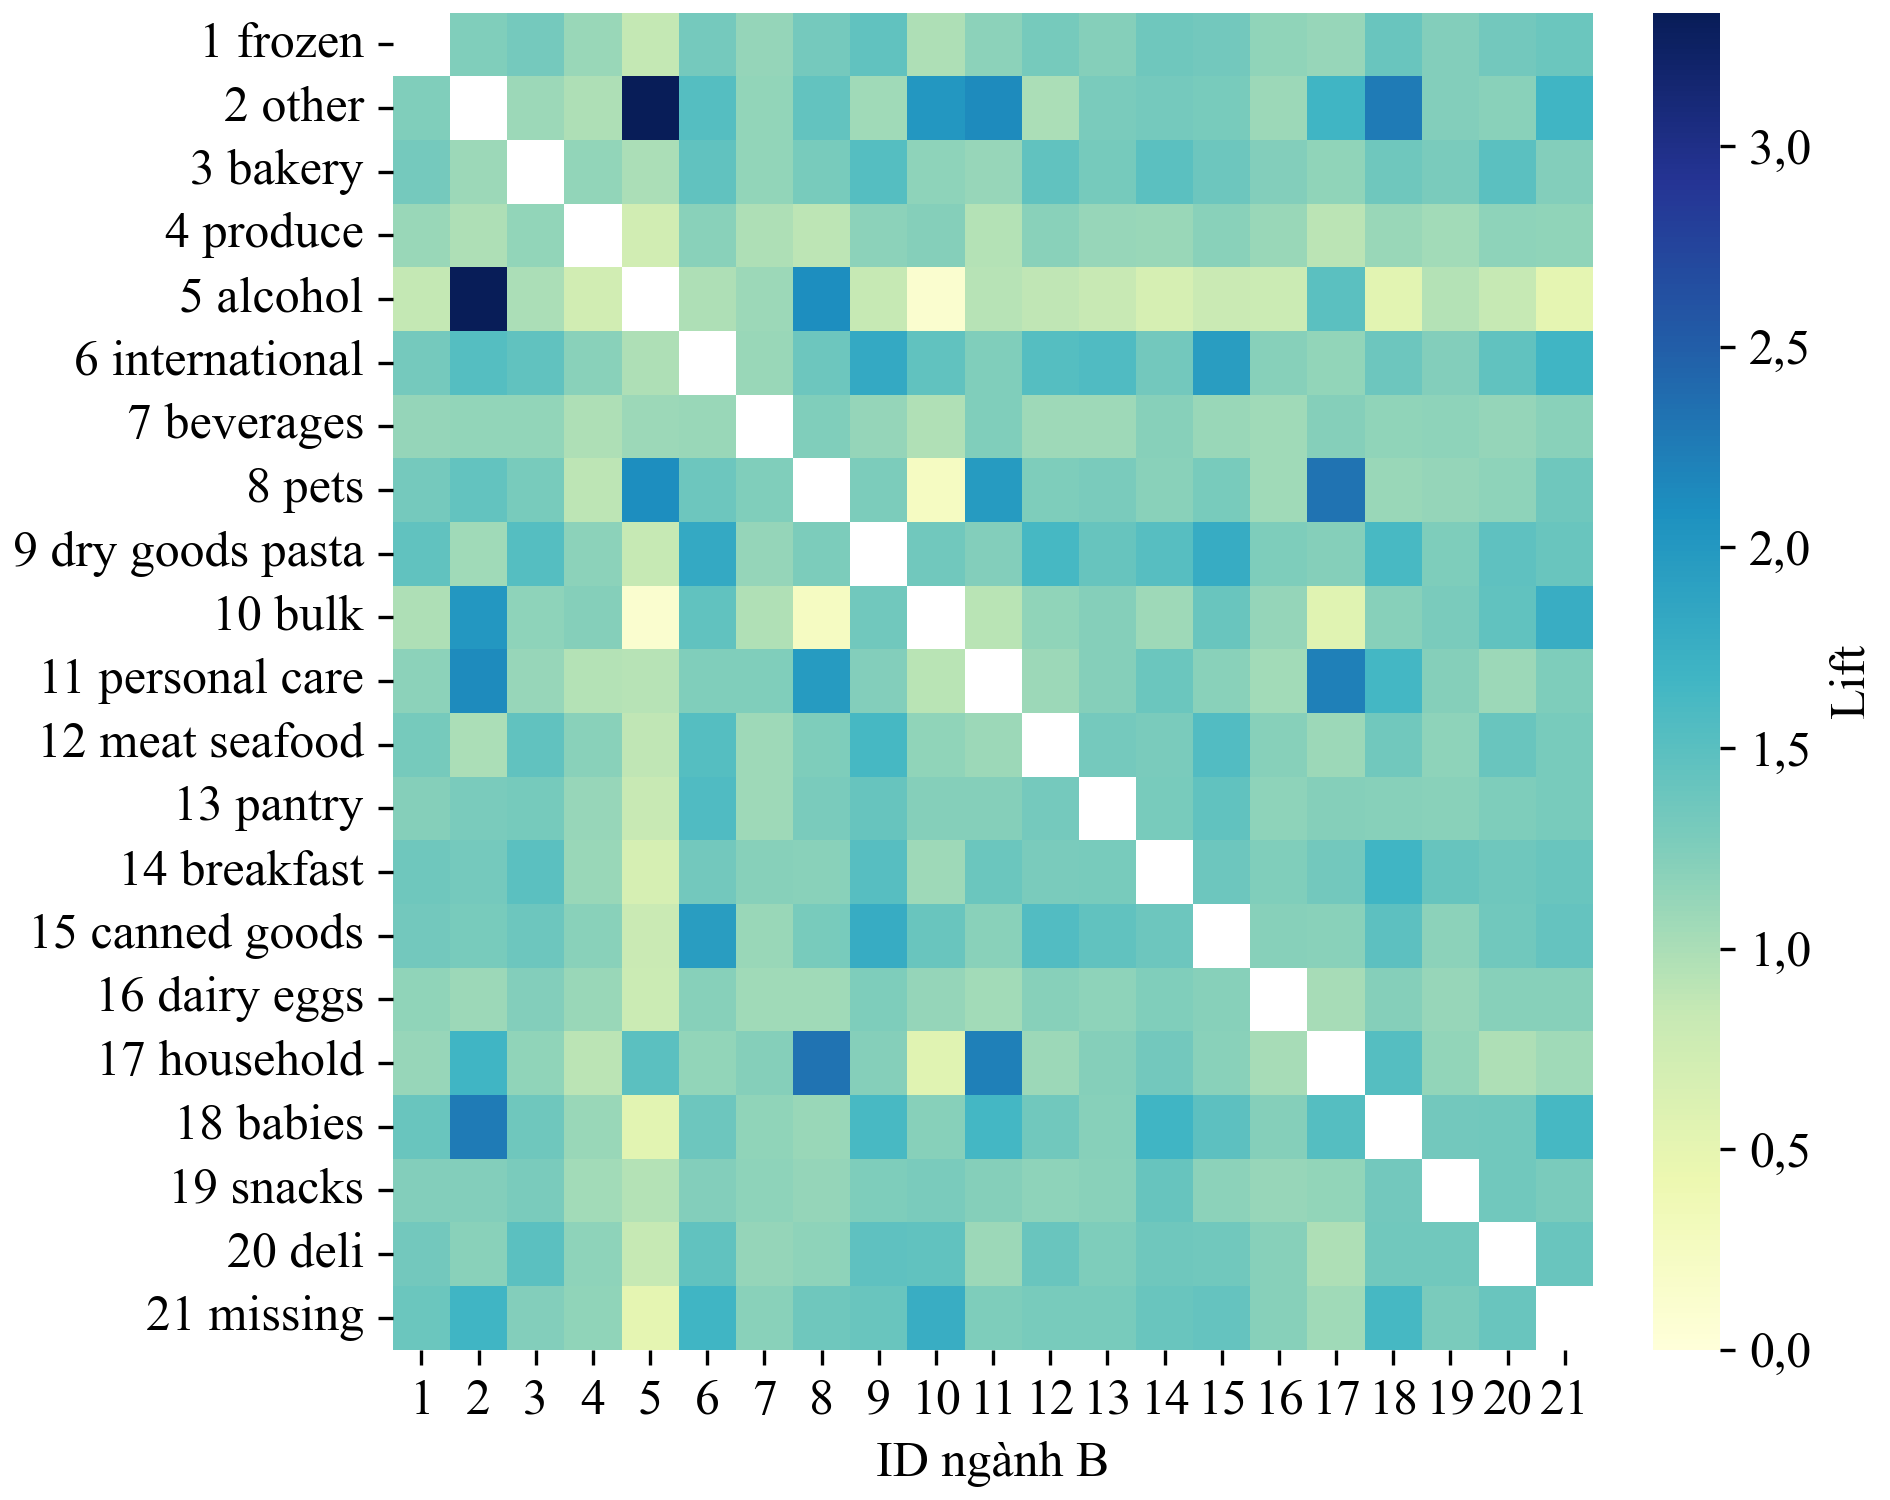 1 frozen
2 other
3 bakery
4 produce
5 alcohol
6 international
7 beverages
8 pets
9 dry goods pasta
10 bulk
11 personal care
12 meat seafood
13 pantry
14 breakfast
15 canned goods
16 dairy eggs
17 household
18 babies
19 snacks
20 deli
21 missing
1 2 3 4 5 6 7 8 9 10 11 12 13 14 15 16 17 18 19 20 21
ID ngành B
3,0
2,5
2,0
1,5
1,0
0,5
0,0
Lift